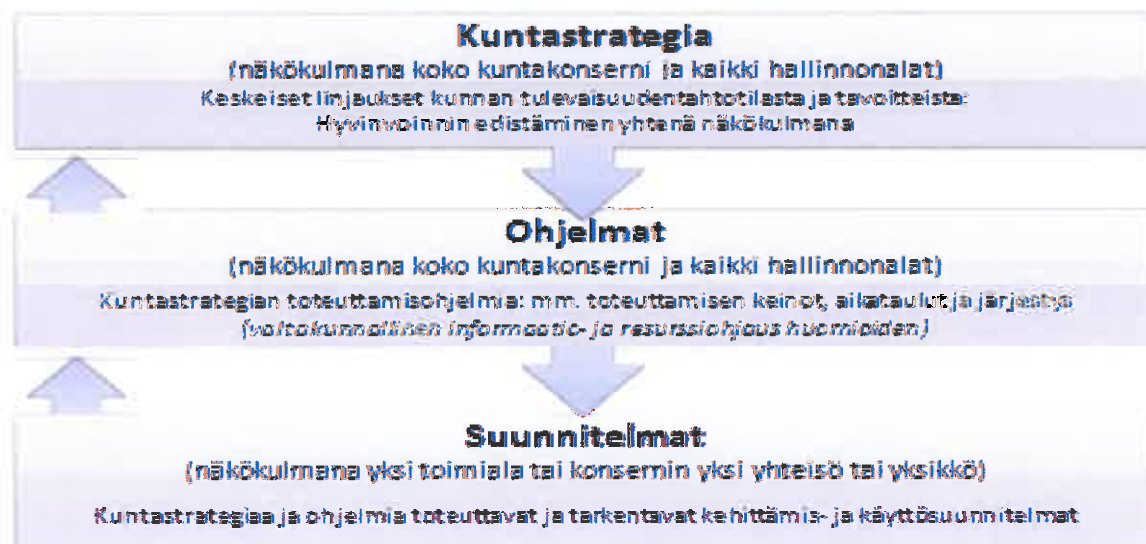 Kuntastrategia
(näkökulmana koko kuntakonserni ja kaikki hallinnonalat)
Keskeiset linjaukset kunnan tulevaisuudentahtotilasta ja tavoitteista:
Hyvinvoinnin edistäminen yhtenä näkökulmana
Ohjelmat
(näkökulmana koko kuntakonserni ja kaikki hallinnonalat)
Kuntastrategian toteuttamisohjelmia: mm. toteuttamisen keinot, aikataulut ja järjestys
(valtakunnallinen informaatio- ja resurssiohjaus huomioiden)
Suunnitelmat
(näkökulmana yksi toimiala tai konsernin yksi yhteisö tai yksikkö)
Kuntastrategiaa ja ohjelmia toteuttavat ja tarkentavat kehittämis- ja käyttösuunnitelmat